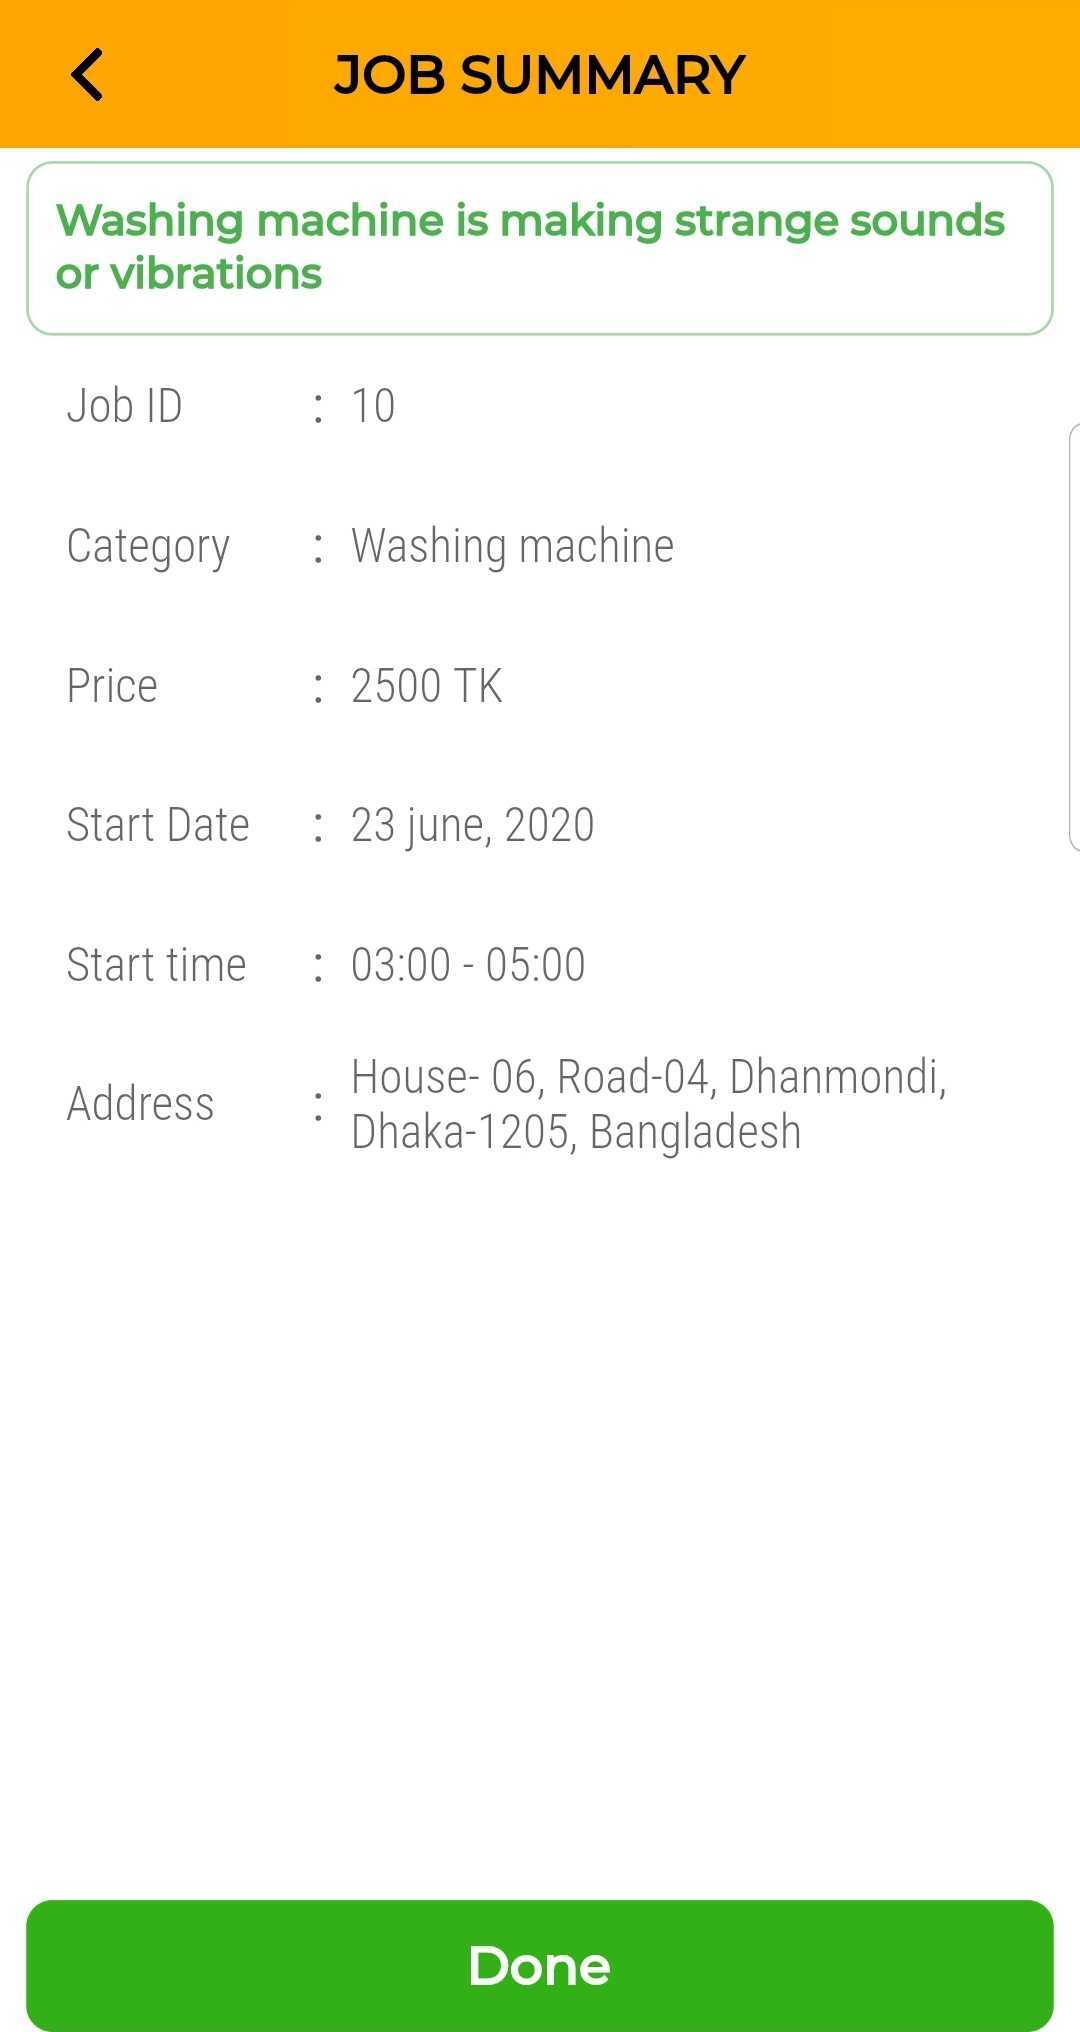 JOB SUMMARY
Washing machine is making strange sounds
or vibrations
Job ID : 10
Category : Washing machine
Price : 2500 TK
Start Date : 23 june, 2020
Start time : 03:00 - 05:00
Address : House- 06, Road-04, Dhanmondi,
Dhaka-1205, Bangladesh
Done